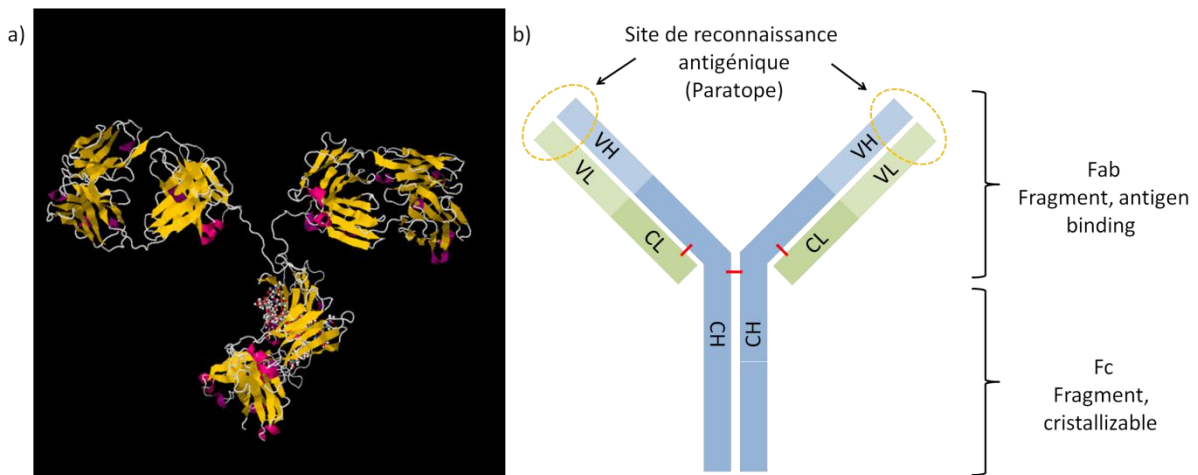 a)
b)
Site de reconnaissance
antigénique
(Paratope)
VH
VL
CL
VH
VL
CL
CH
CH
Fab
Fragment, antigen
binding
Fc
Fragment,
cristallizable